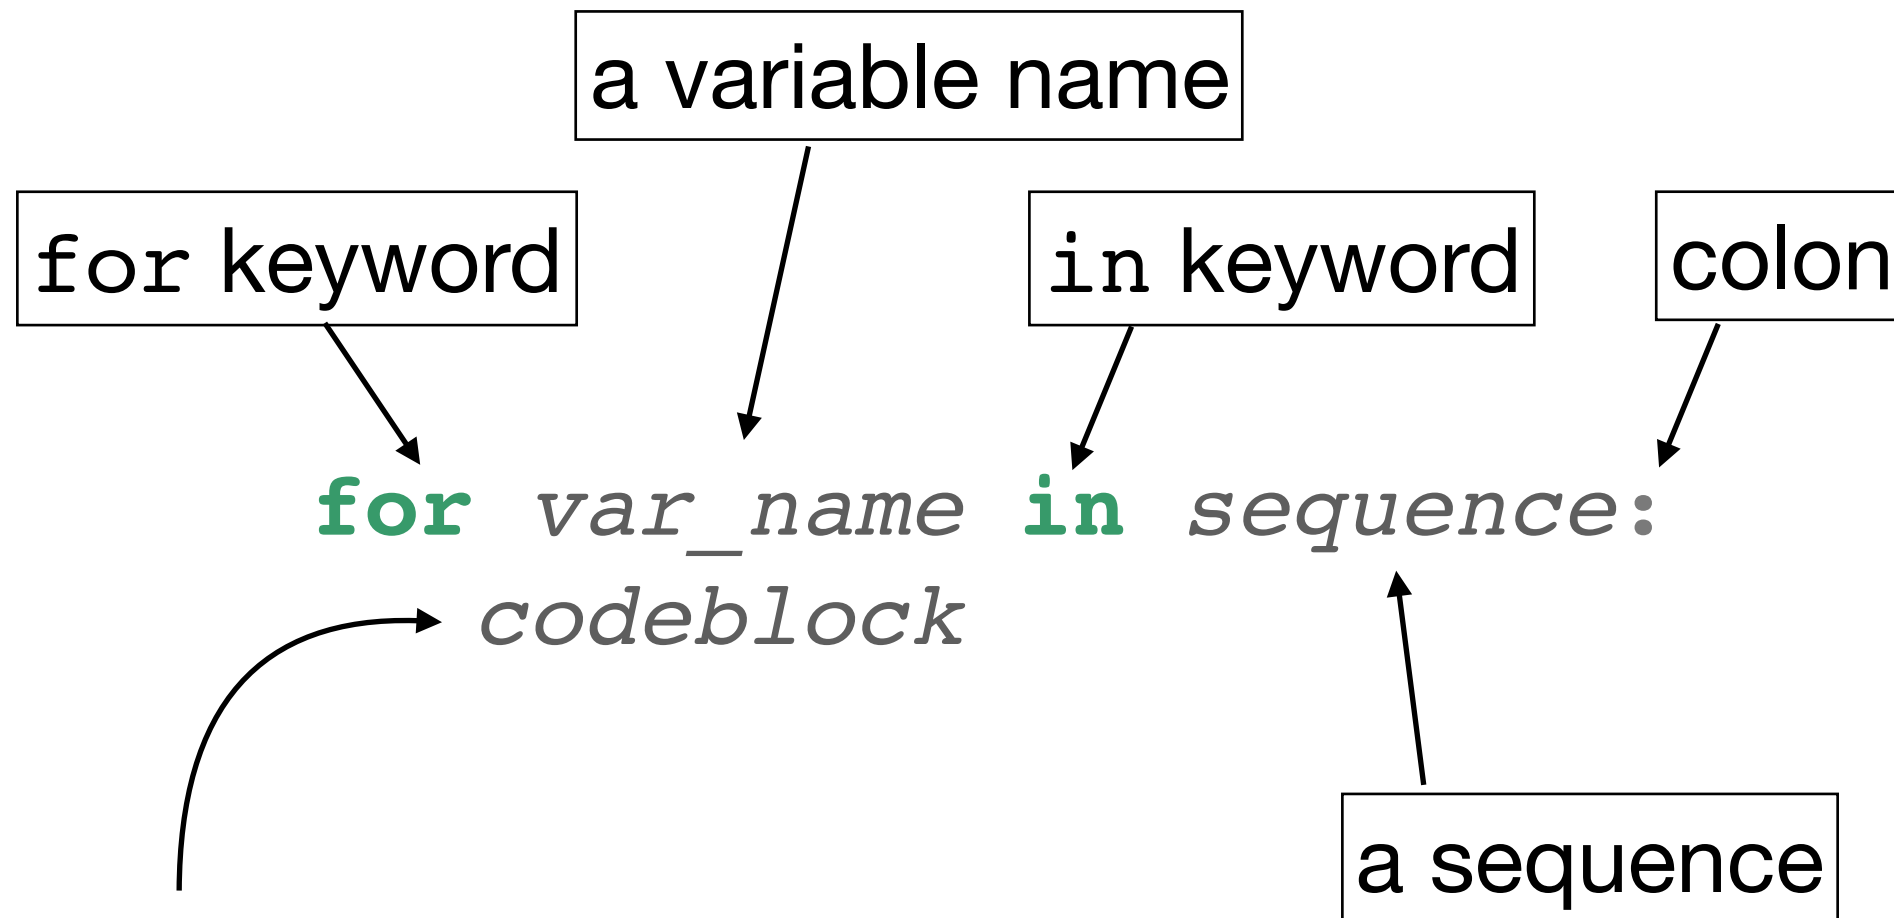 a variable name
for keyword
in keyword
colon
for var_name in sequence:
codeblock
a sequence